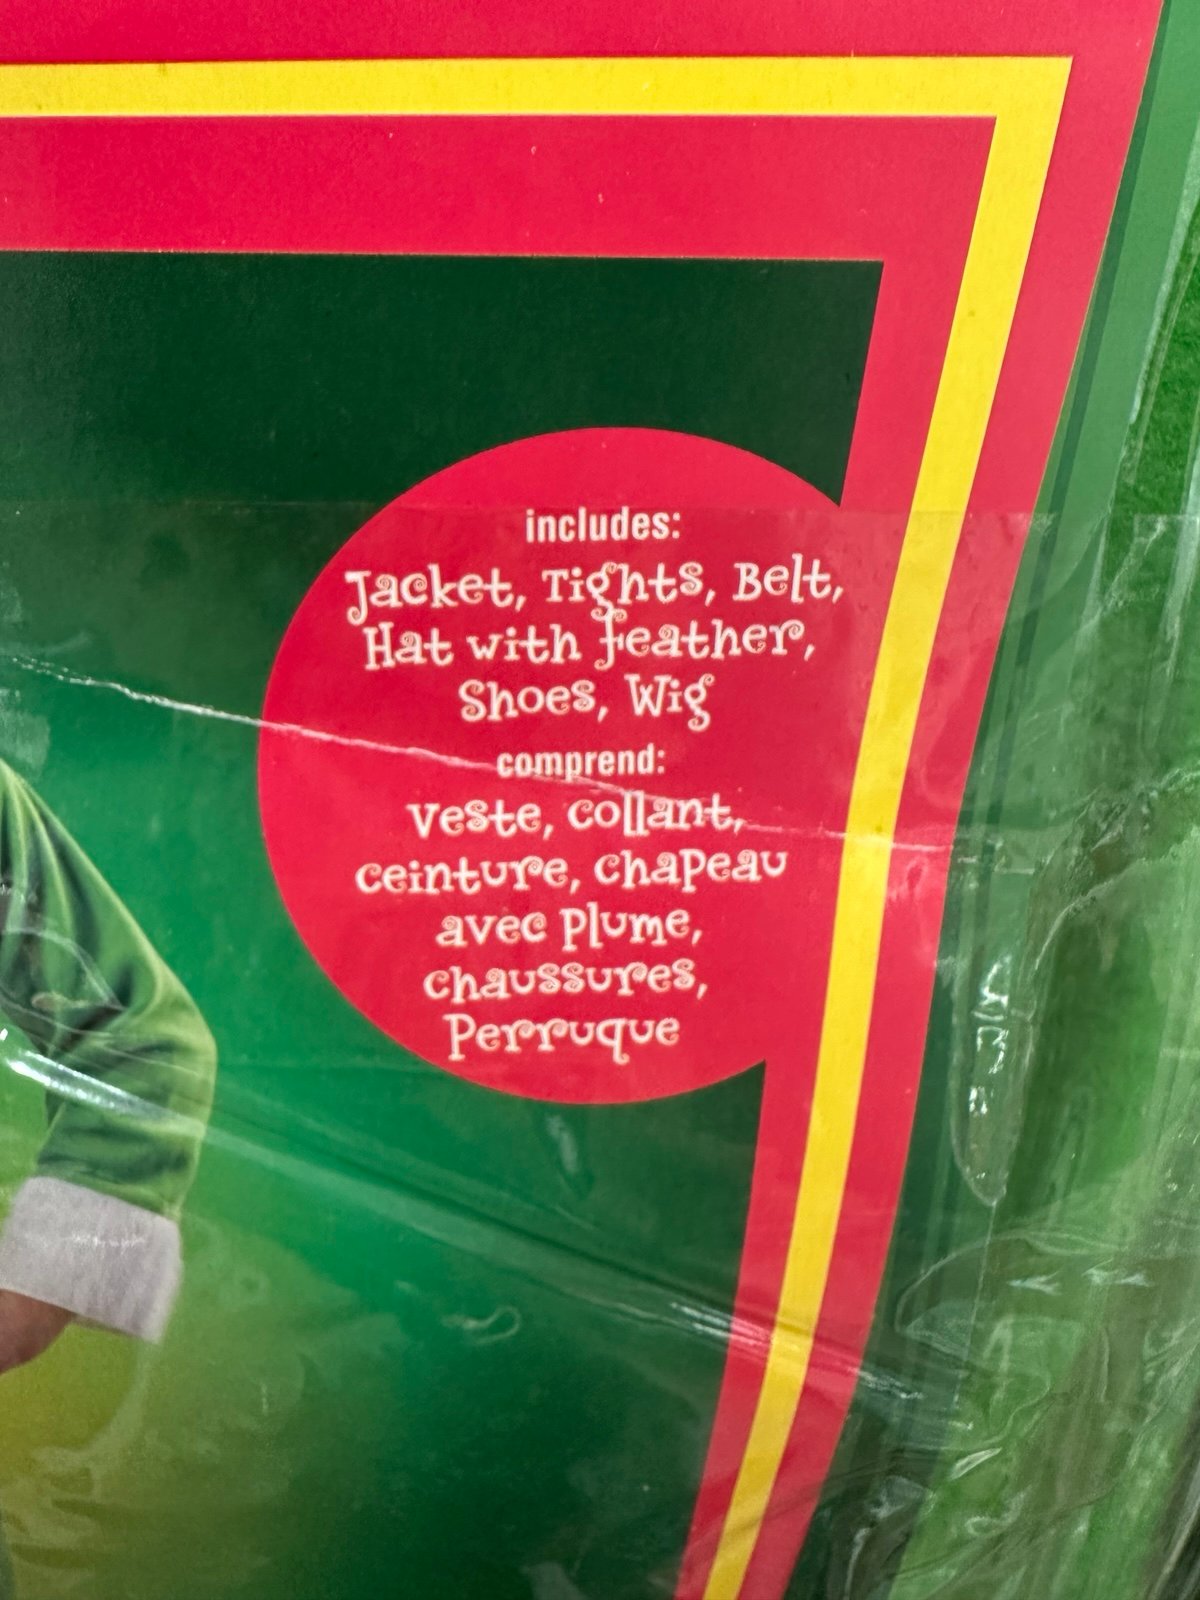 includes:
Jacket, Tights, Belt,
Hat with feather,
Shoes, Wig
comprend:
veste, collant,
ceinture, chapeau
avec plume,
chaussures,
Perruque